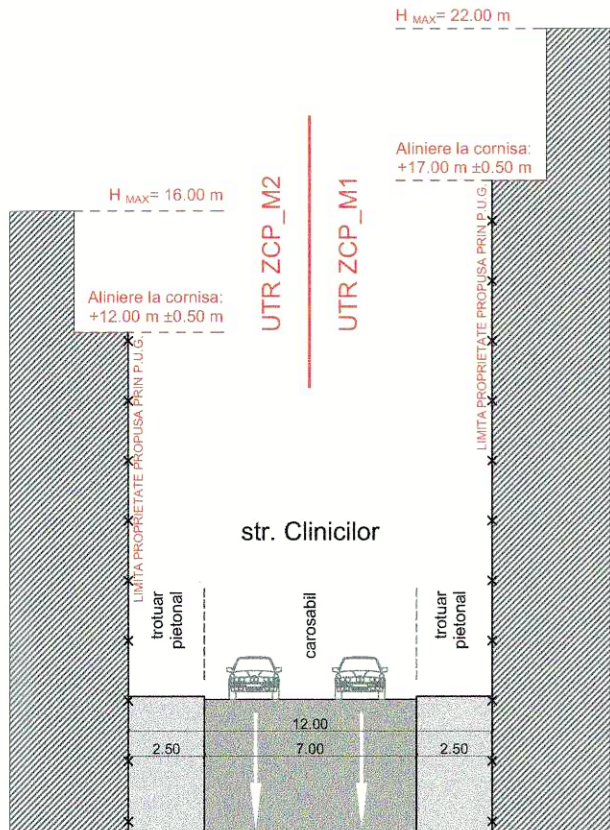 H MAX= 22.00 m
Aliniere la cornisa:
+17.00 m ±0.50 m
H MAX= 16.00 m
Aliniere la cornisa:
+12.00 m ±0.50 m
UTR ZCP_M2
UTR ZCP_M1
LIMITA PROPRIETATE PROPUSA PRIN P.U.G.
LIMITA PROPRIETATE PROPUSA PRIN P.U.G.
str. Clinicilor
trotuar
pietonal
carosabil
trotuar
pietonal
12.00
2.50
7.00
2.50